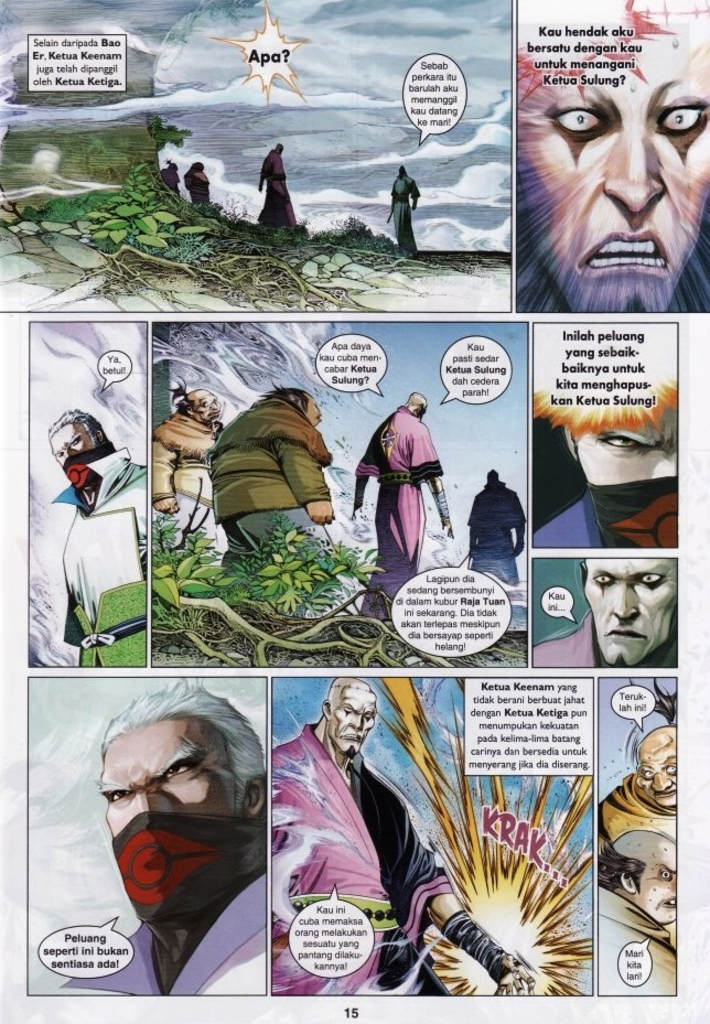 Selain daripada Bao
Er, Ketua Keenam
juga telah dipanggil
oleh Ketua Ketiga.
Apa?
Sebab
perkara itu
barulah aku
memanggil
kau datang
ke mari!
Kau hendak aku
bersatu dengan kau
untuk menangani
Ketua Sulung?
Ya,
betul!
Apa daya
kau cuba men-
cabar Ketua
Sulung?
Kau
pasti sedar
Ketua Sulung
dah cedera
parah!
Lagipun dia
sedang bersembunyi
di dalam kubur Raja Tuan
ini sekarang. Dia tidak
akan terlepas meskipun
dia bersayap seperti
helang!
Inilah peluang
yang sebaik-
baiknya untuk
kita menghapus-
kan Ketua Sulung!
Kau
ini...
Peluang
seperti ini bukan
sentiasa ada!
Ketua Keenam yang
tidak berani berbuat jahat
dengan Ketua Ketiga pun
menumpukan kekuatan
pada kelima-lima batang
carinya dan bersedia untuk
menyerang jika dia diserang.
KRAK...
Kau ini
cuba memaksa
orang melakukan
sesuatu yang
pantang dilaku-
kannya!
Teruk-
lah ini!
Mari
kita
lari!
15